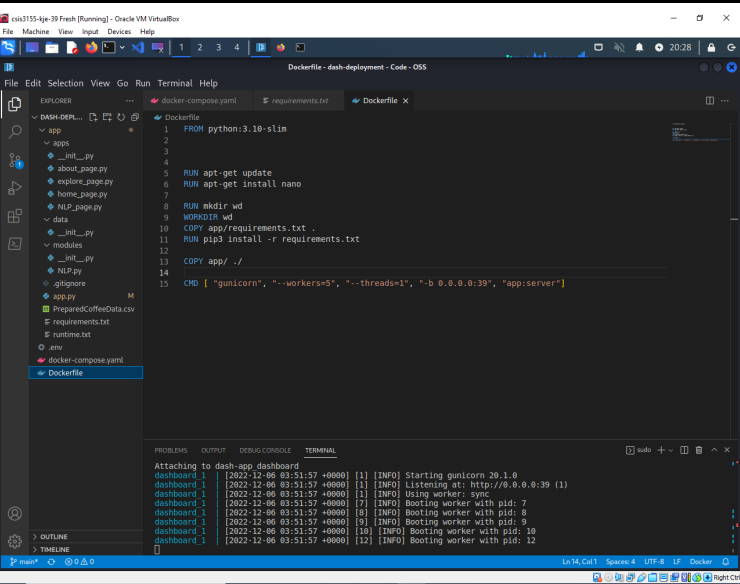 csis3155-kje-39 Fresh [Running] - Oracle VM VirtualBox
File Machine View Input Devices Help
1 2 3 4 20:28
Dockerfile - dash-deployment - Code - OSS
File Edit Selection View Go Run Terminal Help
EXPLORER ...
docker-compose.yaml requirements.txt Dockerfile ×
DASH-DEPL...
Dockerfile
app
apps
__init__.py
about_page.py
explore_page.py
home_page.py
NLP_page.py
data
__init__.py
modules
__init__.py
NLP.py
.gitignore
app.py M
PreparedCoffeeData.csv
requirements.txt
runtime.txt
.env
docker-compose.yaml
Dockerfile
OUTLINE
TIMELINE
1 FROM python:3.10-slim
2
3
4
5 RUN apt-get update
6 RUN apt-get install nano
7
8 RUN mkdir wd
9 WORKDIR wd
10 COPY app/requirements.txt .
11 RUN pip3 install -r requirements.txt
12
13 COPY app/ ./
14
15 CMD [ "gunicorn", "--workers=5", "--threads=1", "-b 0.0.0.0:39", "app:server"]
PROBLEMS OUTPUT DEBUG CONSOLE TERMINAL sudo
Attaching to dash-app_dashboard
dashboard_1 | [2022-12-06 03:51:57 +0000] [1] [INFO] Starting gunicorn 20.1.0
dashboard_1 | [2022-12-06 03:51:57 +0000] [1] [INFO] Listening at: http://0.0.0.0:39 (1)
dashboard_1 | [2022-12-06 03:51:57 +0000] [1] [INFO] Using worker: sync
dashboard_1 | [2022-12-06 03:51:57 +0000] [7] [INFO] Booting worker with pid: 7
dashboard_1 | [2022-12-06 03:51:57 +0000] [8] [INFO] Booting worker with pid: 8
dashboard_1 | [2022-12-06 03:51:57 +0000] [9] [INFO] Booting worker with pid: 9
dashboard_1 | [2022-12-06 03:51:57 +0000] [10] [INFO] Booting worker with pid: 10
dashboard_1 | [2022-12-06 03:51:57 +0000] [12] [INFO] Booting worker with pid: 12
main* 0 0 Ln 14, Col 1 Spaces: 4 UTF-8 LF Docker
Right Ctrl